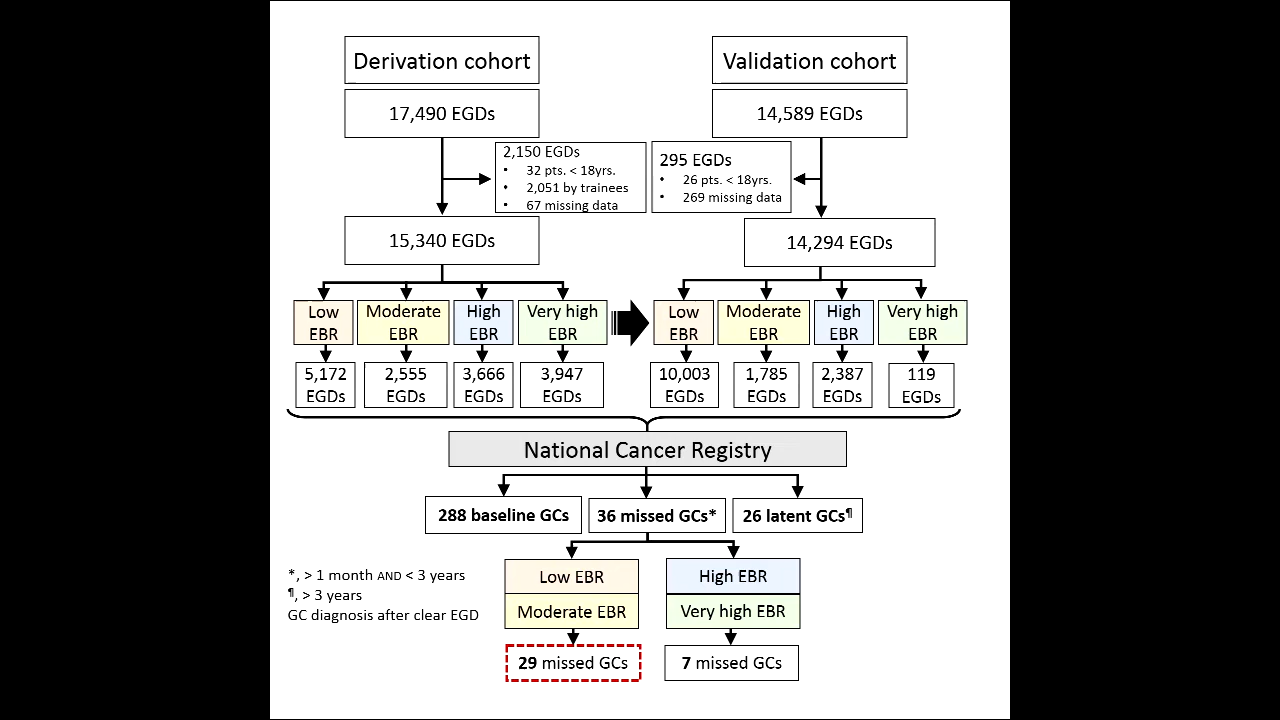 Derivation cohort
Validation cohort
17,490 EGDs
14,589 EGDs
2,150 EGDs
• 32 pts. < 18yrs.
• 2,051 by trainees
• 67 missing data
295 EGDs
• 26 pts. < 18yrs.
• 269 missing data
15,340 EGDs
14,294 EGDs
Low
EBR
Moderate
EBR
High
EBR
Very high
EBR
Low
EBR
Moderate
EBR
High
EBR
Very high
EBR
5,172
EGDs
2,555
EGDs
3,666
EGDs
3,947
EGDs
10,003
EGDs
1,785
EGDs
2,387
EGDs
119
EGDs
National Cancer Registry
288 baseline GCs
36 missed GCs*
26 latent GCs¶
*, > 1 month AND < 3 years
¶, > 3 years
GC diagnosis after clear EGD
Low EBR
Moderate EBR
High EBR
Very high EBR
29 missed GCs
7 missed GCs